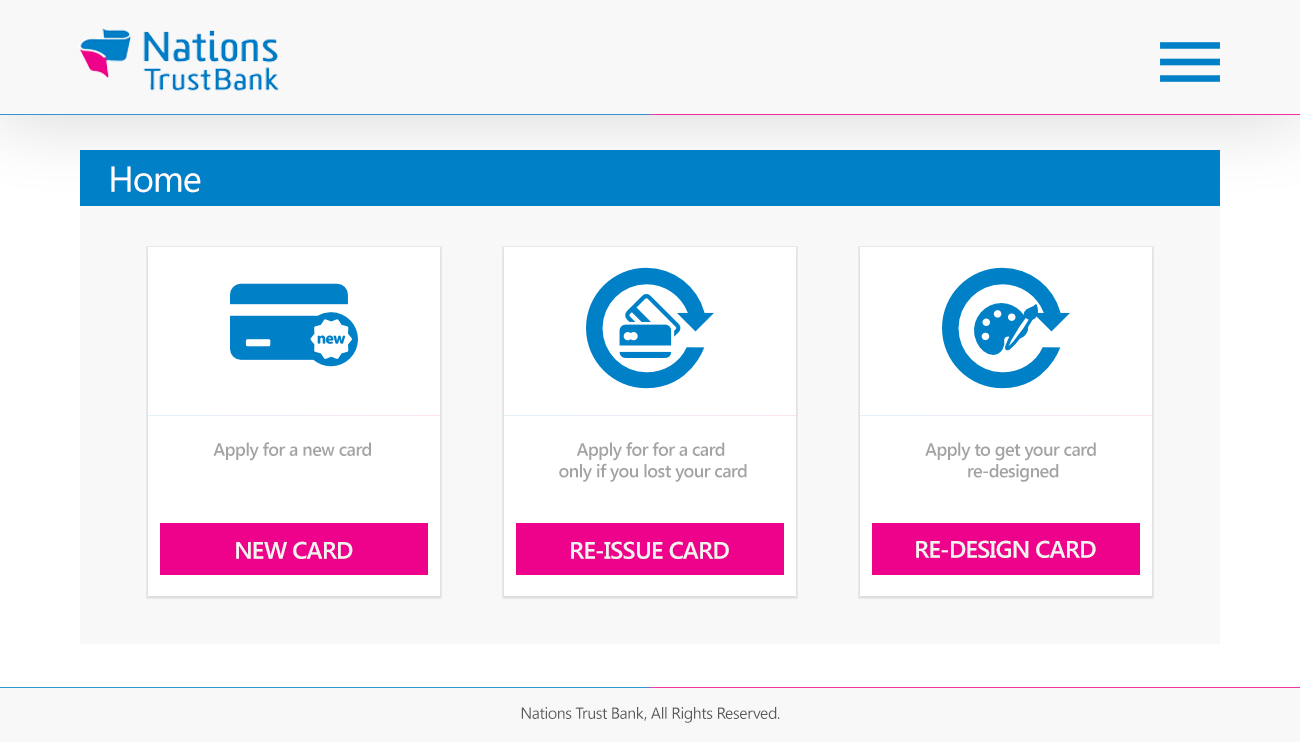 Nations
TrustBank
Home
new
Apply for a new card
NEW CARD
Apply for for a card
only if you lost your card
RE-ISSUE CARD
Apply to get your card
re-designed
RE-DESIGN CARD
Nations Trust Bank, All Rights Reserved.